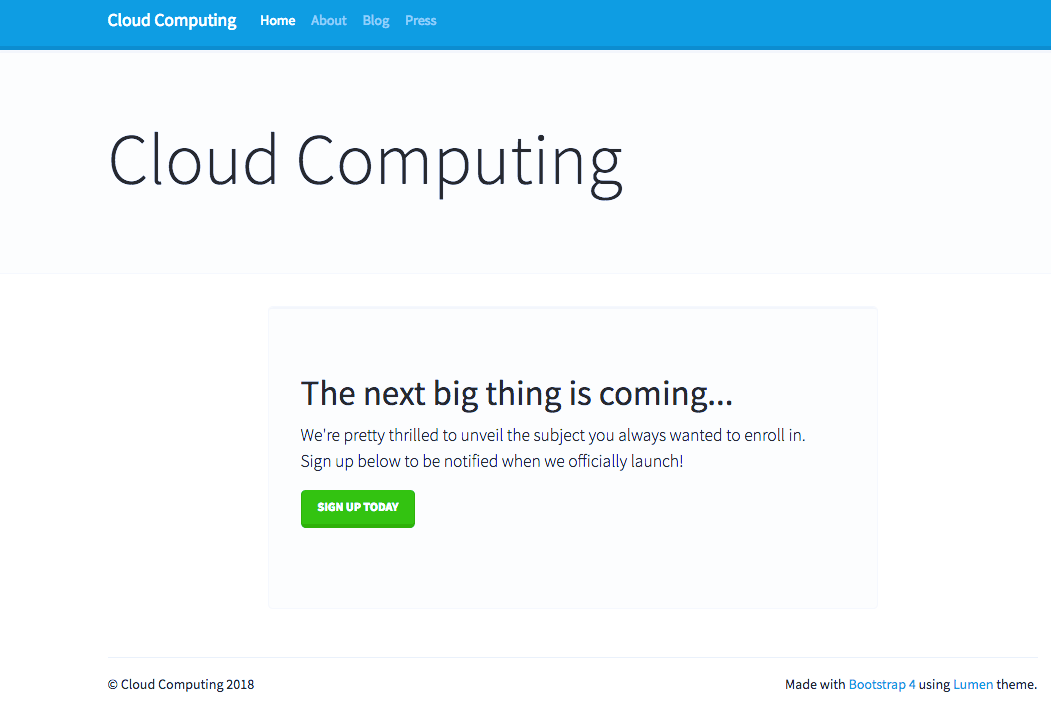 Cloud Computing Home About Blog Press
Cloud Computing
The next big thing is coming...
We're pretty thrilled to unveil the subject you always wanted to enroll in.
Sign up below to be notified when we officially launch!
SIGN UP TODAY
© Cloud Computing 2018 Made with Bootstrap 4 using Lumen theme.